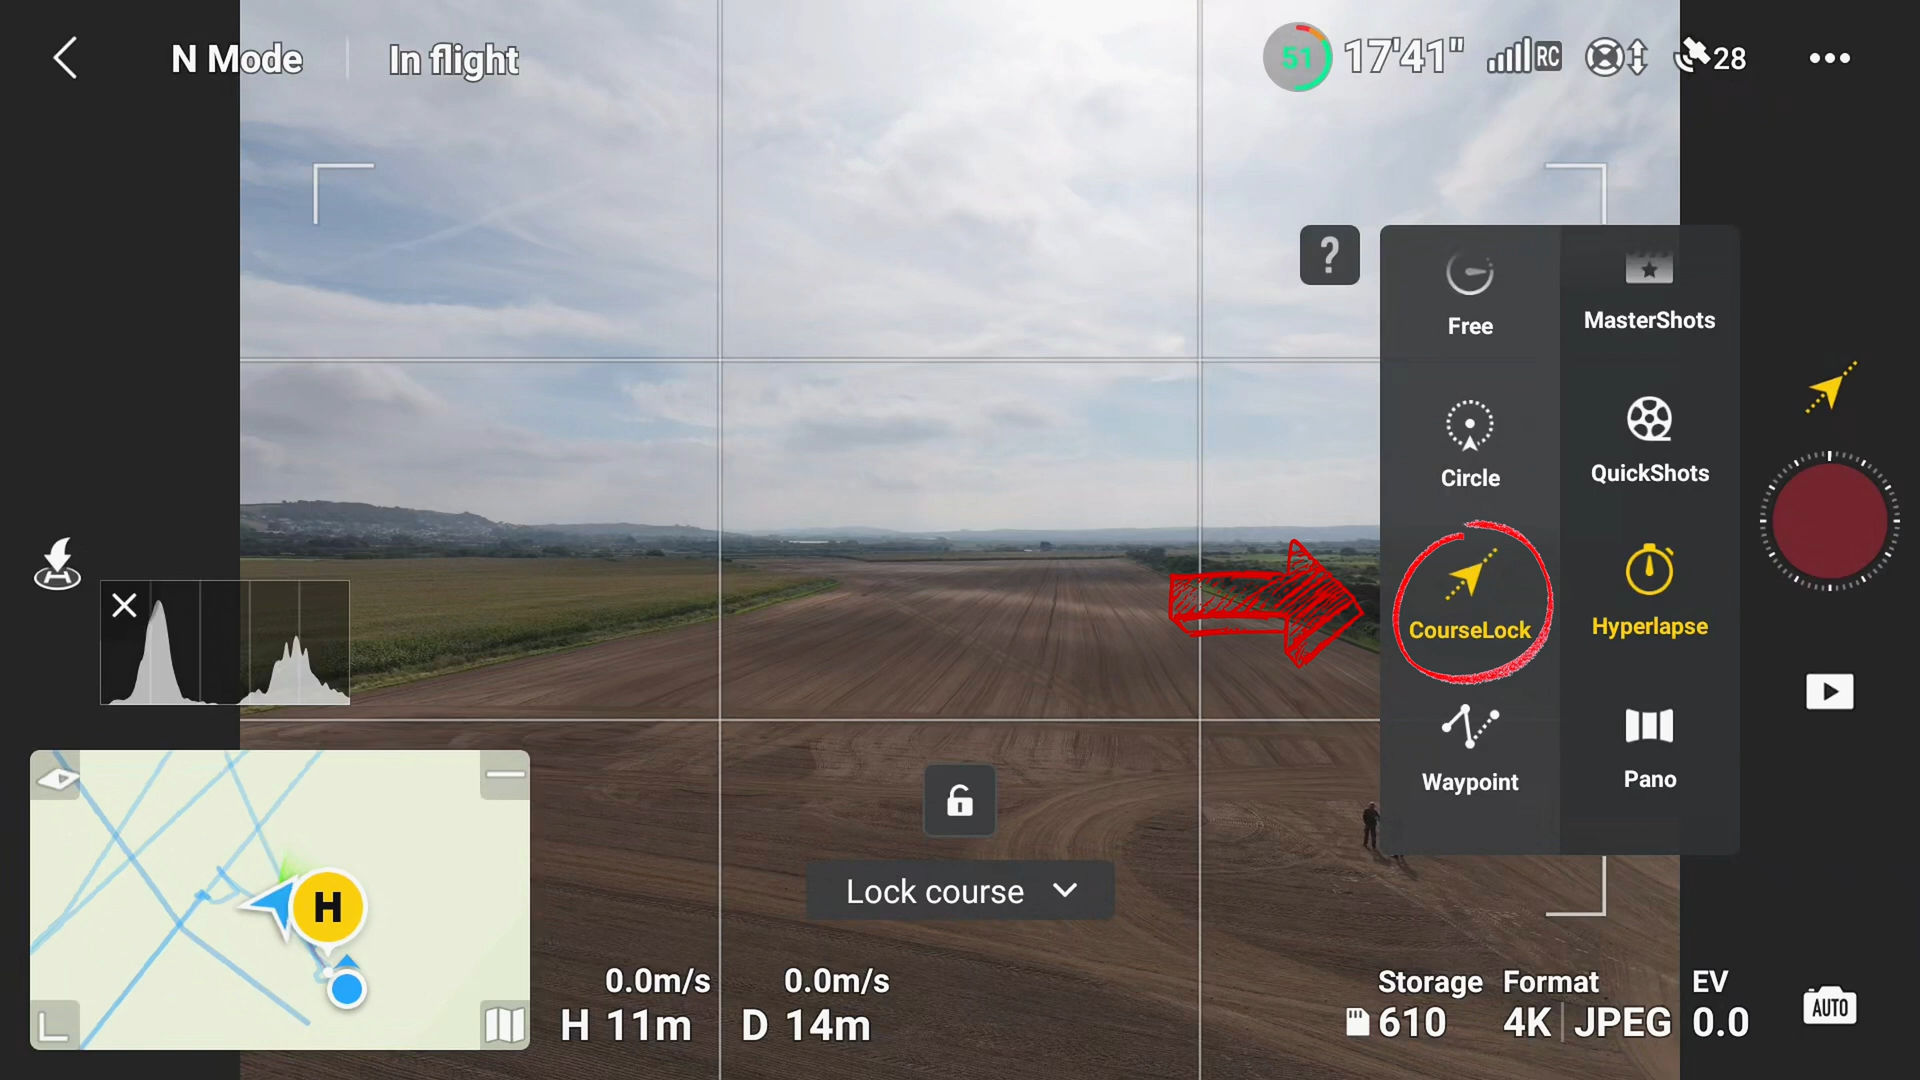 N Mode
In flight
51
17'41"
RC
28
?
Free
MasterShots
Circle
QuickShots
CourseLock
Hyperlapse
Waypoint
Pano
H
Lock course
0.0m/s
0.0m/s
H 11m
D 14m
Storage
Format
EV
610
4K
JPEG
0.0
AUTO